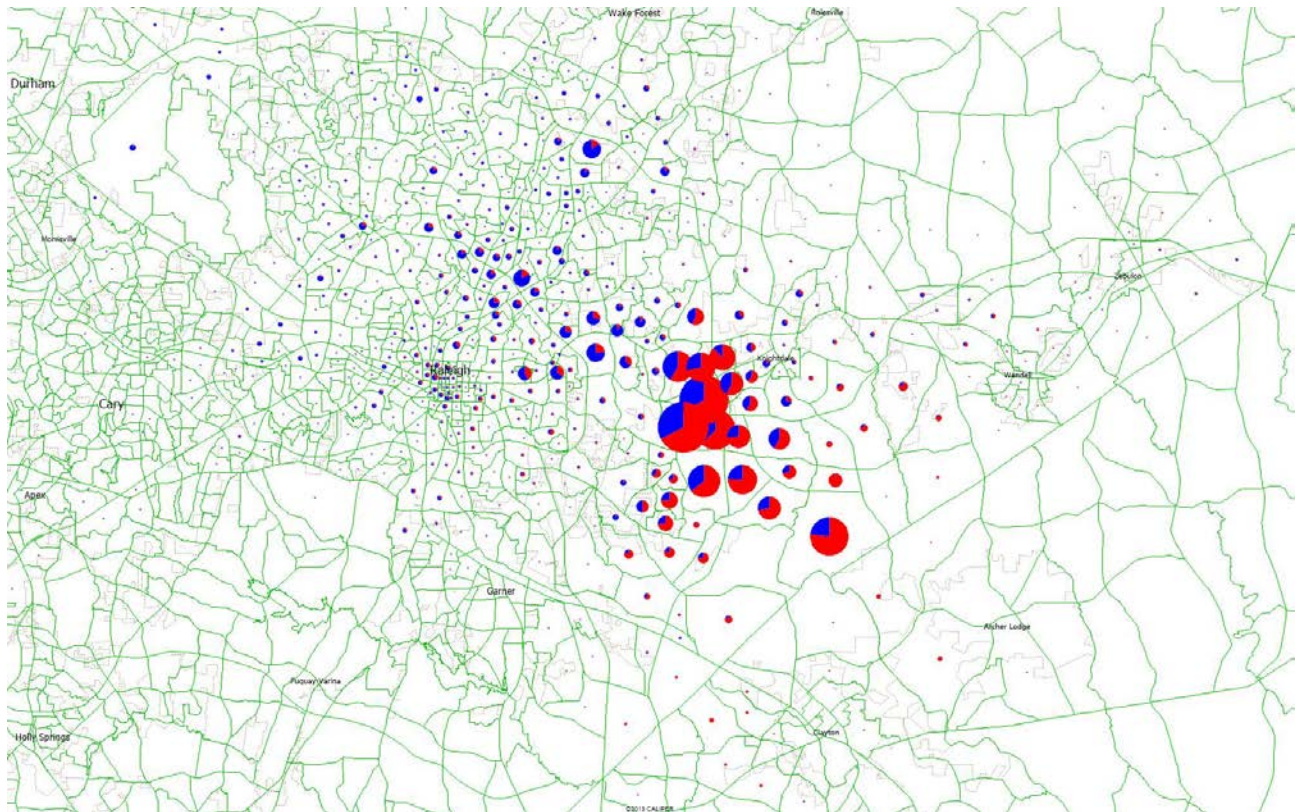 Wake Forest
Rolesville
Durham
Morrisville
Zebulon
Knightdale
Raleigh
Wendell
Cary
Apex
Garner
Archer Lodge
Fuquay-Varina
Holly Springs
Clayton
©2013 CALIPER